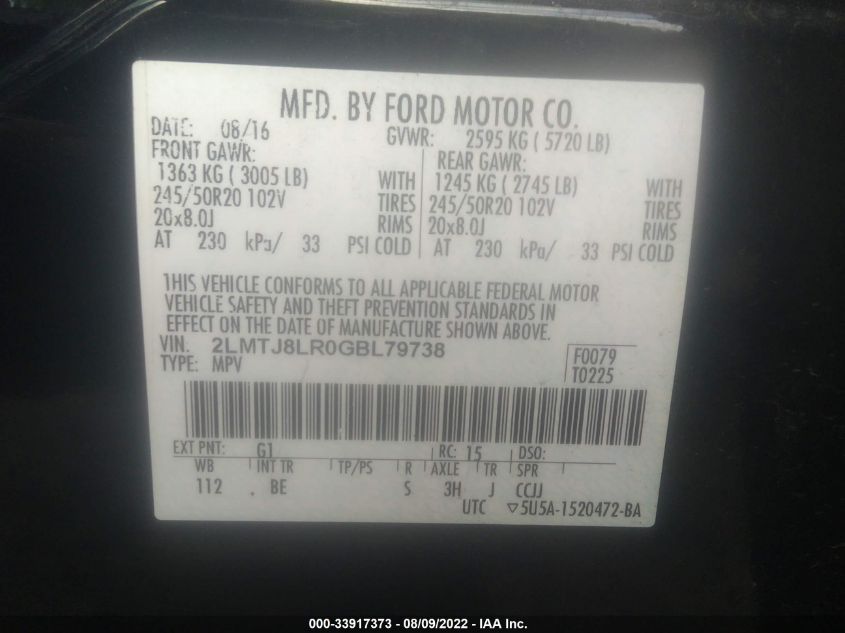 MFD. BY FORD MOTOR CO.
DATE: 08/16 GVWR: 2595 KG ( 5720 LB)
FRONT GAWR: REAR GAWR:
1363 KG ( 3005 LB) WITH 1245 KG ( 2745 LB) WITH
245/50R20 102V TIRES 245/50R20 102V TIRES
20x8.0J RIMS 20x8.0J RIMS
AT 230 kPa/ 33 PSI COLD AT 230 kPa/ 33 PSI COLD
THIS VEHICLE CONFORMS TO ALL APPLICABLE FEDERAL MOTOR
VEHICLE SAFETY AND THEFT PREVENTION STANDARDS IN
EFFECT ON THE DATE OF MANUFACTURE SHOWN ABOVE.
VIN: 2LMTJ8LR0GBL79738 F0079
TYPE: MPV T0225
EXT PNT: G1 RC: 15 DSO:
WB INT TR TP/PS R AXLE TR SPR
112 . BE S 3H J CCJJ
UTC ▽5U5A-1520472-BA
000-33917373 - 08/09/2022 - IAA Inc.